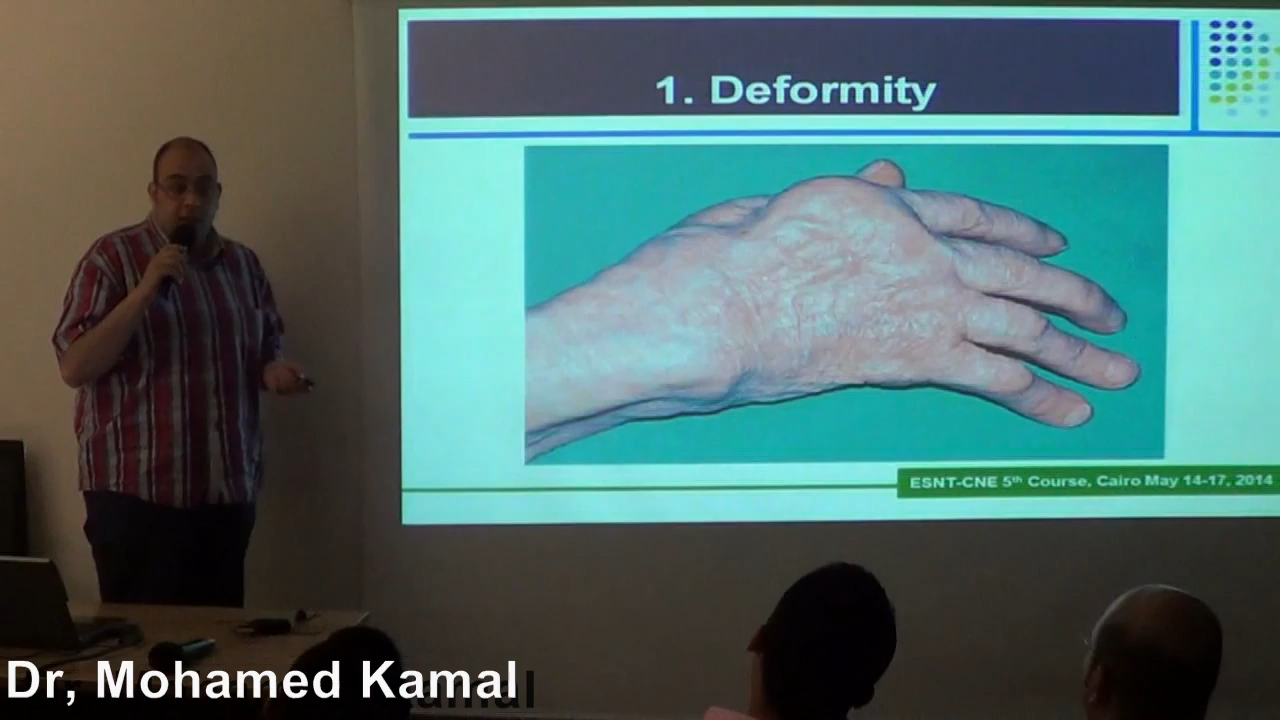 1. Deformity
ESNT-CNE 5th Course, Cairo May 14-17, 2014
Dr, Mohamed Kamal